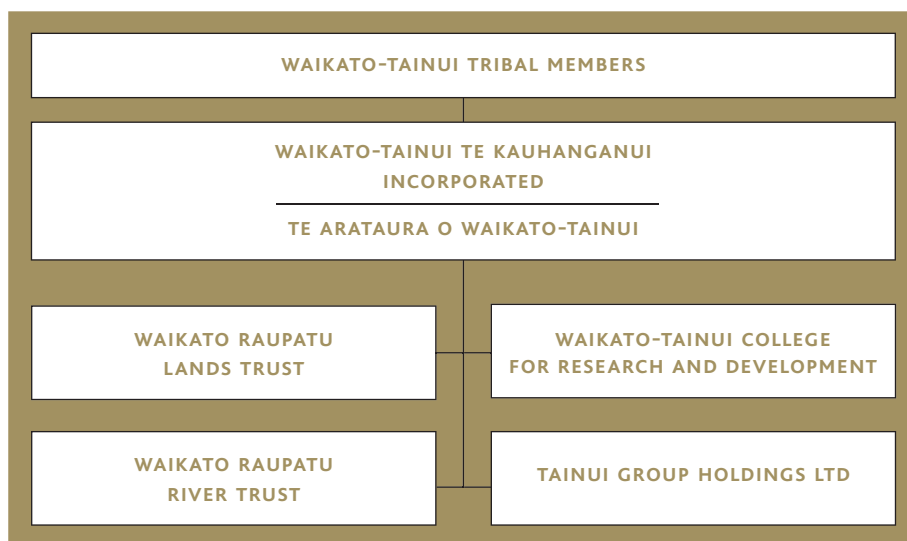 WAIKATO-TAINUI TRIBAL MEMBERS
WAIKATO-TAINUI TE KAUHANGANUI
INCORPORATED
TE ARATAURA O WAIKATO-TAINUI
WAIKATO RAUPATU
LANDS TRUST
WAIKATO-TAINUI COLLEGE
FOR RESEARCH AND DEVELOPMENT
WAIKATO RAUPATU
RIVER TRUST
TAINUI GROUP HOLDINGS LTD